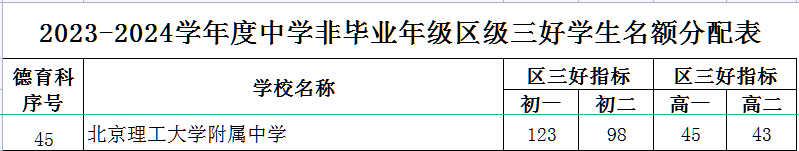 2023-2024学年度中学非毕业年级区级三好学生名额分配表
德育科序号 学校名称 区三好指标 区三好指标
初一 初二 高一 高二
45 北京理工大学附属中学 123 98 45 43